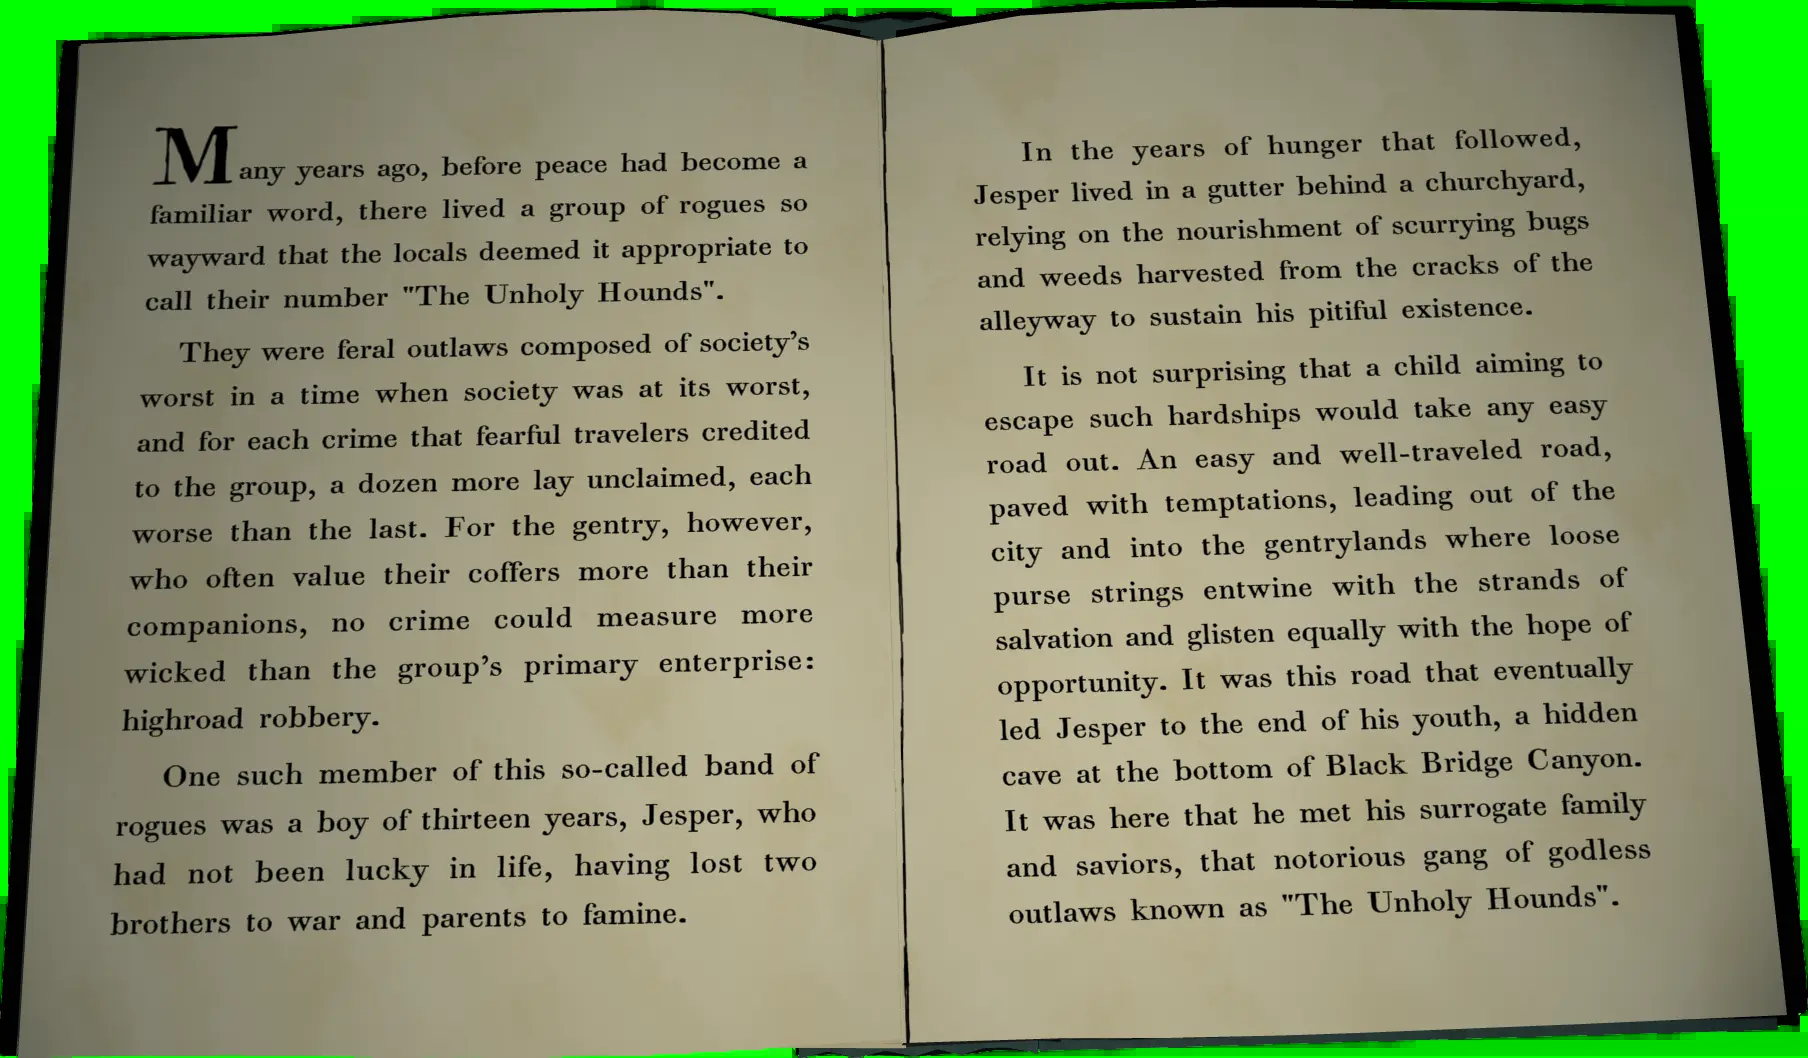 Many years ago, before peace had become a
familiar word, there lived a group of rogues so
wayward that the locals deemed it appropriate to
call their number "The Unholy Hounds".
They were feral outlaws composed of society's
worst in a time when society was at its worst,
and for each crime that fearful travelers credited
to the group, a dozen more lay unclaimed, each
worse than the last. For the gentry, however,
who often value their coffers more than their
companions, no crime could measure more
wicked than the group's primary enterprise:
highroad robbery.
One such member of this so-called band of
rogues was a boy of thirteen years, Jesper, who
had not been lucky in life, having lost two
brothers to war and parents to famine.
In the years of hunger that followed,
Jesper lived in a gutter behind a churchyard,
relying on the nourishment of scurrying bugs
and weeds harvested from the cracks of the
alleyway to sustain his pitiful existence.
It is not surprising that a child aiming to
escape such hardships would take any easy
road out. An easy and well-traveled road,
paved with temptations, leading out of the
city and into the gentrylands where loose
purse strings entwine with the strands of
salvation and glisten equally with the hope of
opportunity. It was this road that eventually
led Jesper to the end of his youth, a hidden
cave at the bottom of Black Bridge Canyon.
It was here that he met his surrogate family
and saviors, that notorious gang of godless
outlaws known as "The Unholy Hounds".